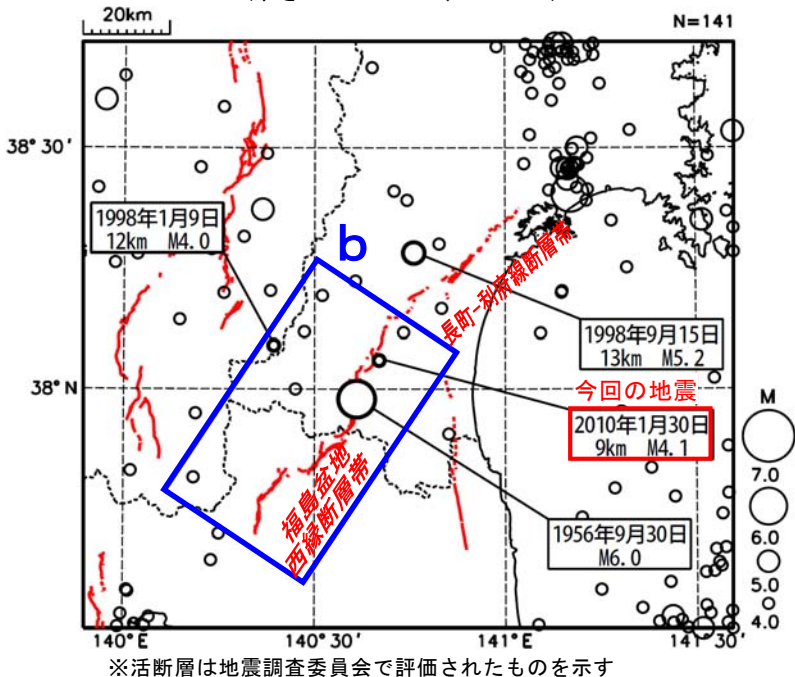 20km
N=141
38° 30′
1998年1月9日
12km M4.0
b
長町-利府線断層帯
1998年9月15日
13km M5.2
38° N
今回の地震
2010年1月30日
9km M4.1
M
7.0
6.0
5.0
4.0
福島盆地
西縁断層帯
1956年9月30日
M6.0
140°E
140°30′
141°E
141°30′
※活断層は地震調査委員会で評価されたものを示す